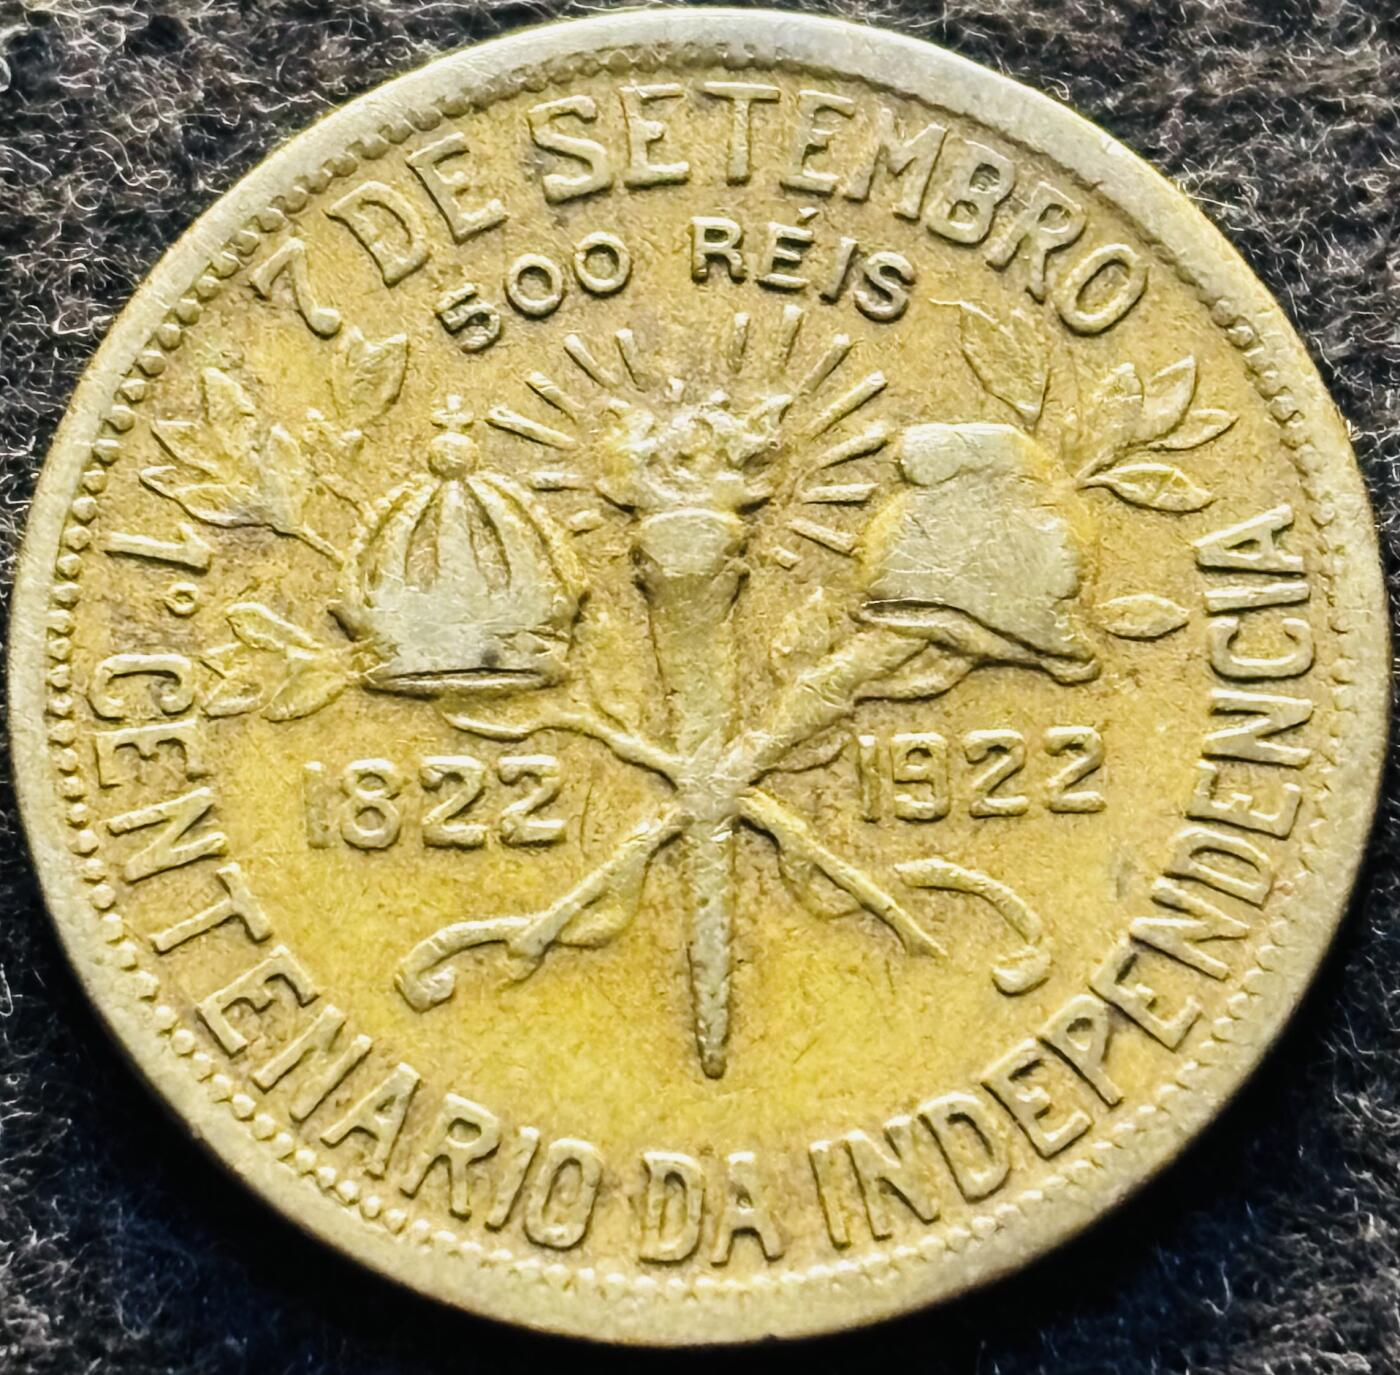 7 DE SETEMBRO
500 RÉIS
1822 1922
1.º CENTENARIO DA INDEPENDENCIA